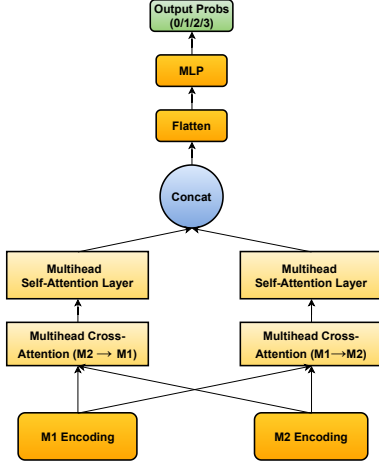 Output Probs
(0/1/2/3)
MLP
Flatten
Concat
Multihead
Self-Attention Layer
Multihead
Self-Attention Layer
Multihead Cross-
Attention (M2 → M1)
Multihead Cross-
Attention (M1→M2)
M1 Encoding
M2 Encoding